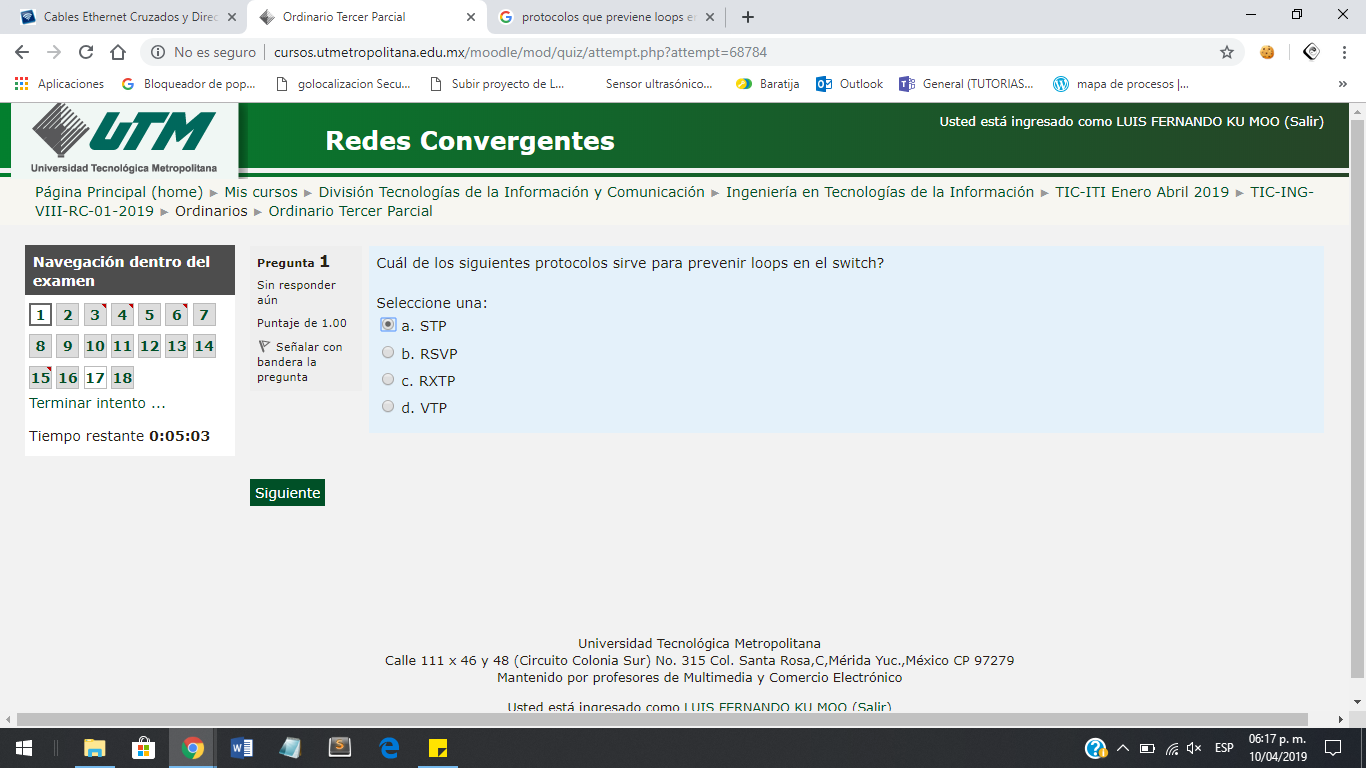 Cables Ethernet Cruzados y Direc
Ordinario Tercer Parcial
protocolos que previene loops en
No es seguro | cursos.utmetropolitana.edu.mx/moodle/mod/quiz/attempt.php?attempt=68784
Aplicaciones Bloqueador de pop... golocalizacion Secu... Subir proyecto de L... Sensor ultrasónico... Baratija Outlook General (TUTORIAS... mapa de procesos |... »
UTM
Universidad Tecnológica Metropolitana
Redes Convergentes
Usted está ingresado como LUIS FERNANDO KU MOO (Salir)
Página Principal (home) ► Mis cursos ► División Tecnologías de la Información y Comunicación ► Ingeniería en Tecnologías de la Información ► TIC-ITI Enero Abril 2019 ► TIC-ING-
VIII-RC-01-2019 ► Ordinarios ► Ordinario Tercer Parcial
Navegación dentro del
examen
1 2 3 4 5 6 7
8 9 10 11 12 13 14
15 16 17 18
Terminar intento ...
Tiempo restante 0:05:03
Pregunta 1
Sin responder
aún
Puntaje de 1.00
Señalar con
bandera la
pregunta
Cuál de los siguientes protocolos sirve para prevenir loops en el switch?
Seleccione una:
a. STP
b. RSVP
c. RXTP
d. VTP
Siguiente
Universidad Tecnológica Metropolitana
Calle 111 x 46 y 48 (Circuito Colonia Sur) No. 315 Col. Santa Rosa,C,Mérida Yuc.,México CP 97279
Mantenido por profesores de Multimedia y Comercio Electrónico
Usted está ingresado como LUIS FERNANDO KU MOO (Salir)
ESP
06:17 p. m.
10/04/2019